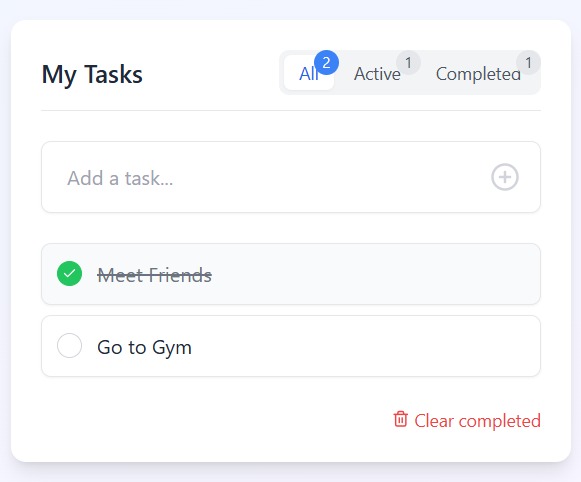 My Tasks
All 2 Active 1 Completed 1
Add a task...
Meet Friends
Go to Gym
Clear completed